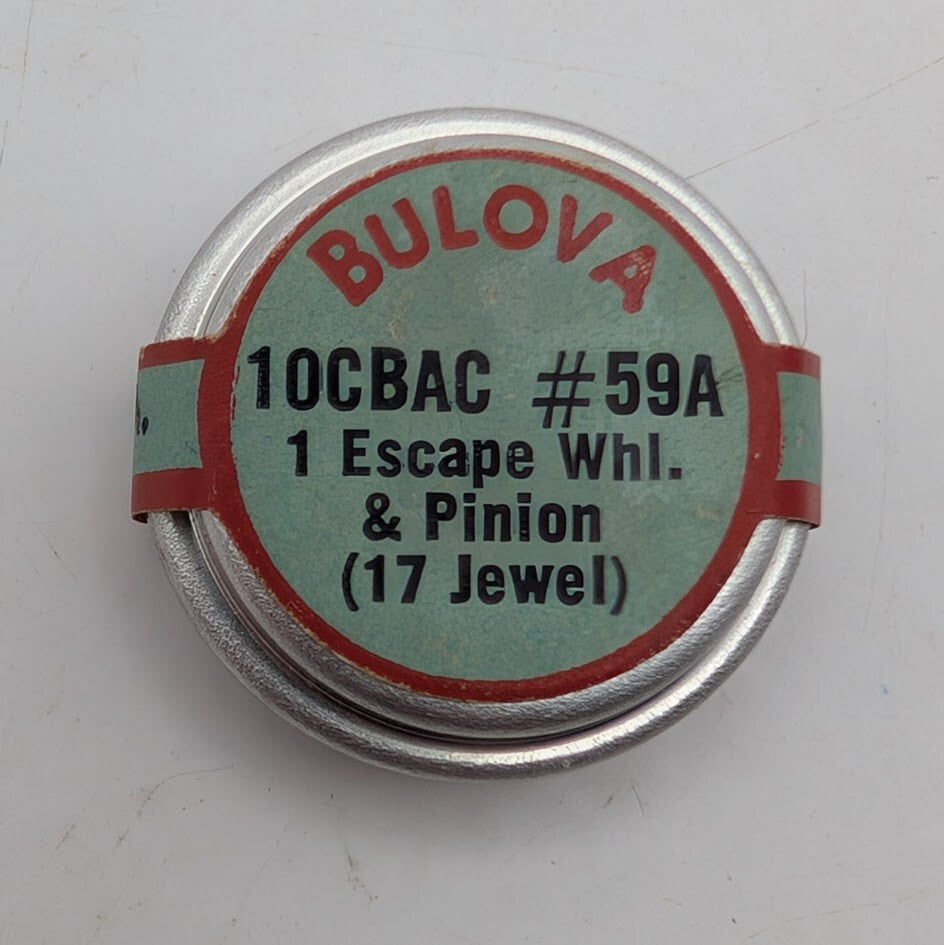 BULOVA
10CBAC #59A
1 Escape Whl.
& Pinion
(17 Jewel)